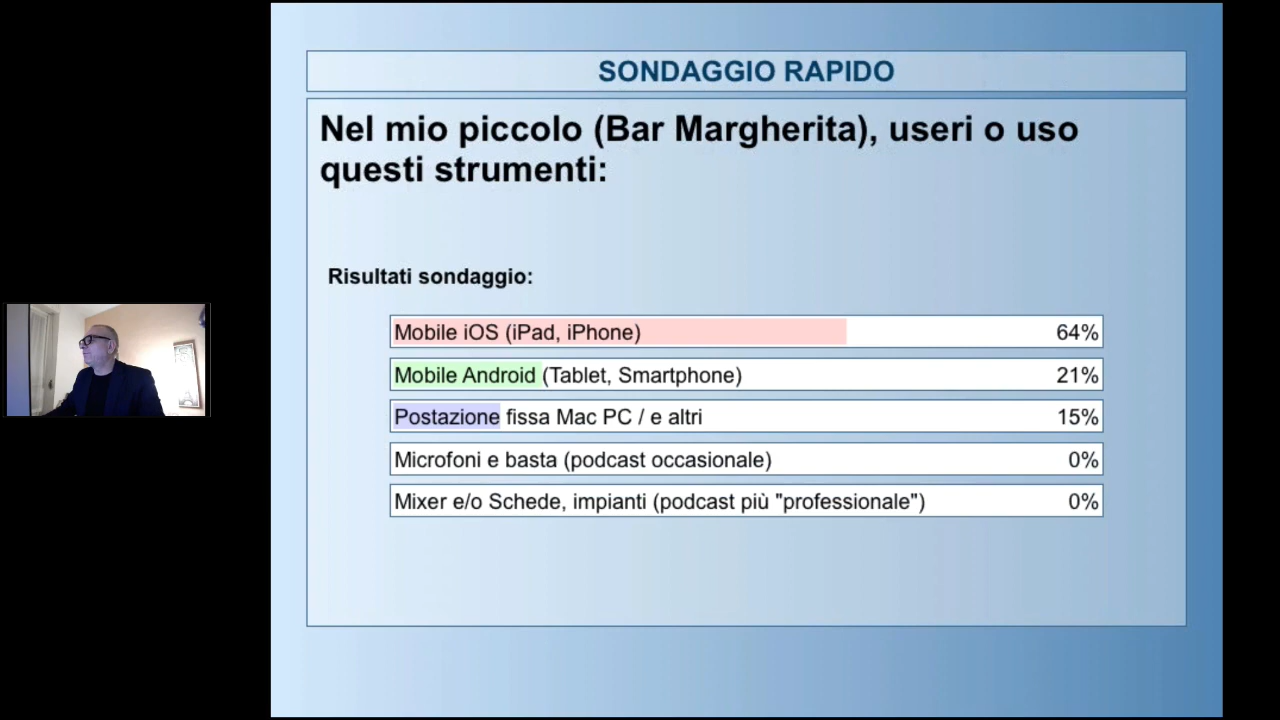 SONDAGGIO RAPIDO
Nel mio piccolo (Bar Margherita), useri o uso
questi strumenti:
Risultati sondaggio:
Mobile iOS (iPad, iPhone) 64%
Mobile Android (Tablet, Smartphone) 21%
Postazione fissa Mac PC / e altri 15%
Microfoni e basta (podcast occasionale) 0%
Mixer e/o Schede, impianti (podcast più "professionale") 0%